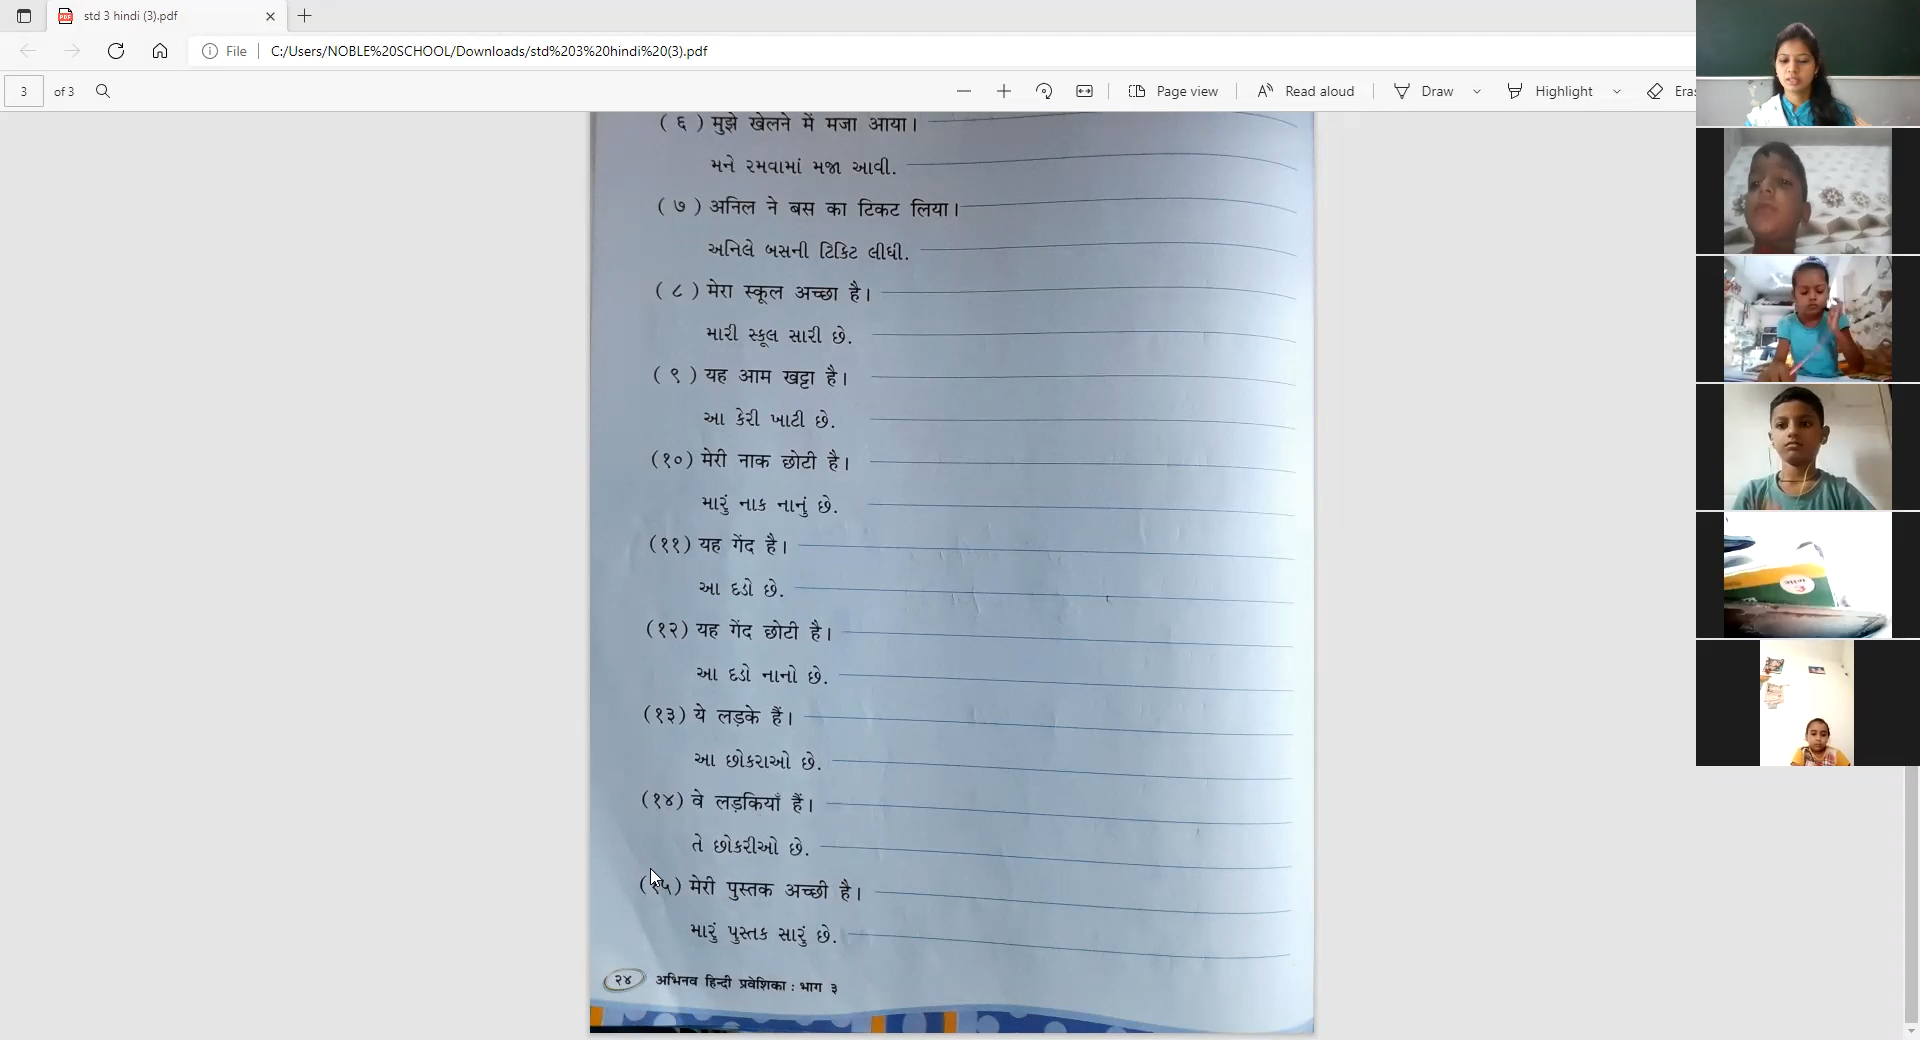 std 3 hindi (3).pdf
File
C:/Users/NOBLE%20SCHOOL/Downloads/std%203%20hindi%20(3).pdf
3 of 3
Page view
Read aloud
Draw
Highlight
Eras
( ६ ) मुझे खेलने में मजा आया।
મને રમવામાં મજા આવી.
( ७ ) अनिल ने बस का टिकट लिया।
અનિલે બસની ટિકિટ લીધી.
( ८ ) मेरा स्कूल अच्छा है।
મારી સ્કૂલ સારી છે.
( ९ ) यह आम खट्टा है।
આ કેરી ખાટી છે.
(१०) मेरी नाक छोटी है।
મારું નાક નાનું છે.
(११) यह गेंद है।
આ દડો છે.
(१२) यह गेंद छोटी है।
આ દડો નાનો છે.
(१३) ये लड़के हैं।
આ છોકરાઓ છે.
(१४) वे लड़कियाँ हैं।
તે છોકરીઓ છે.
(१५) मेरी पुस्तक अच्छी है।
મારું પુસ્તક સારું છે.
२४ अभिनव हिन्दी प्रवेशिका : भाग ३